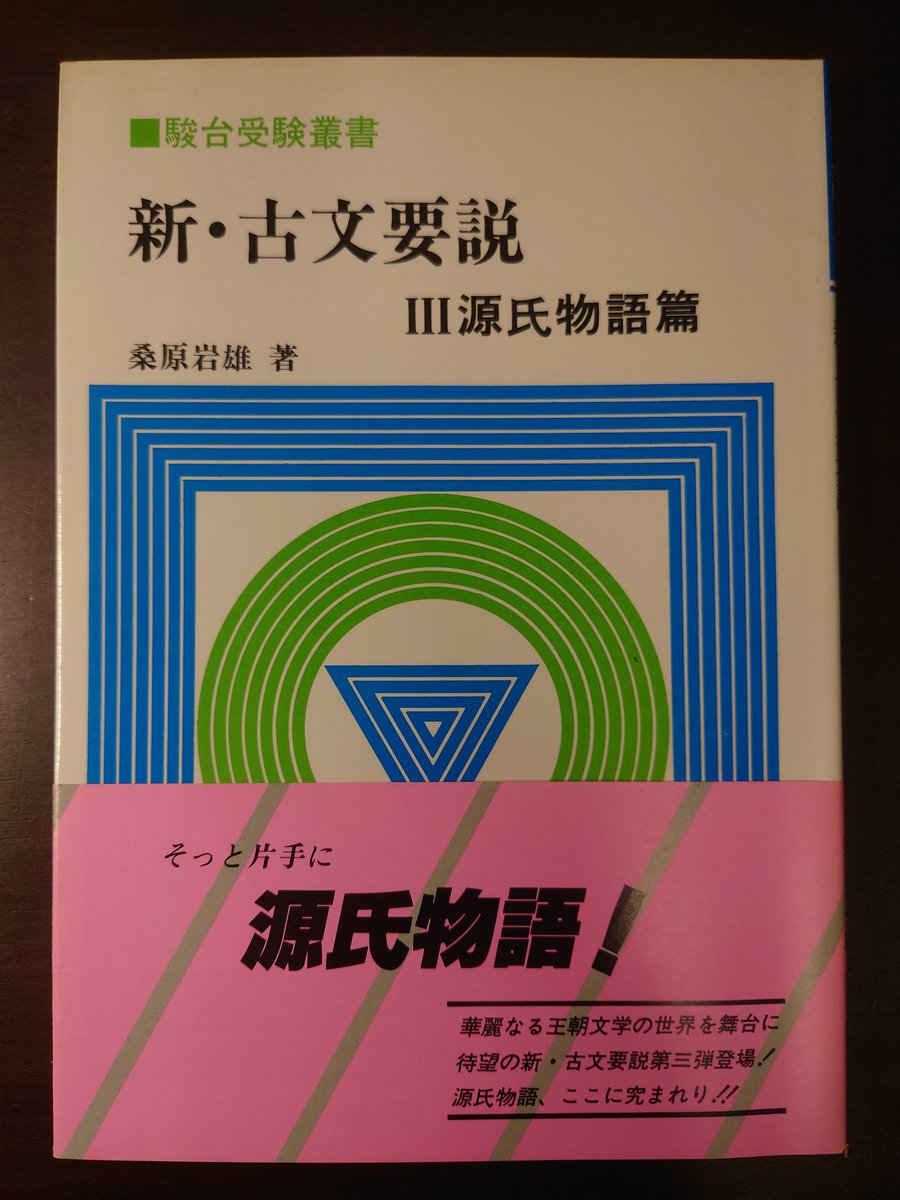 ■駿台受験叢書
新・古文要説
III源氏物語篇
桑原岩雄 著
そっと片手に
源氏物語!
華麗なる王朝文学の世界を舞台に
待望の新・古文要説第三弾登場!
源氏物語、ここに究まれり!!